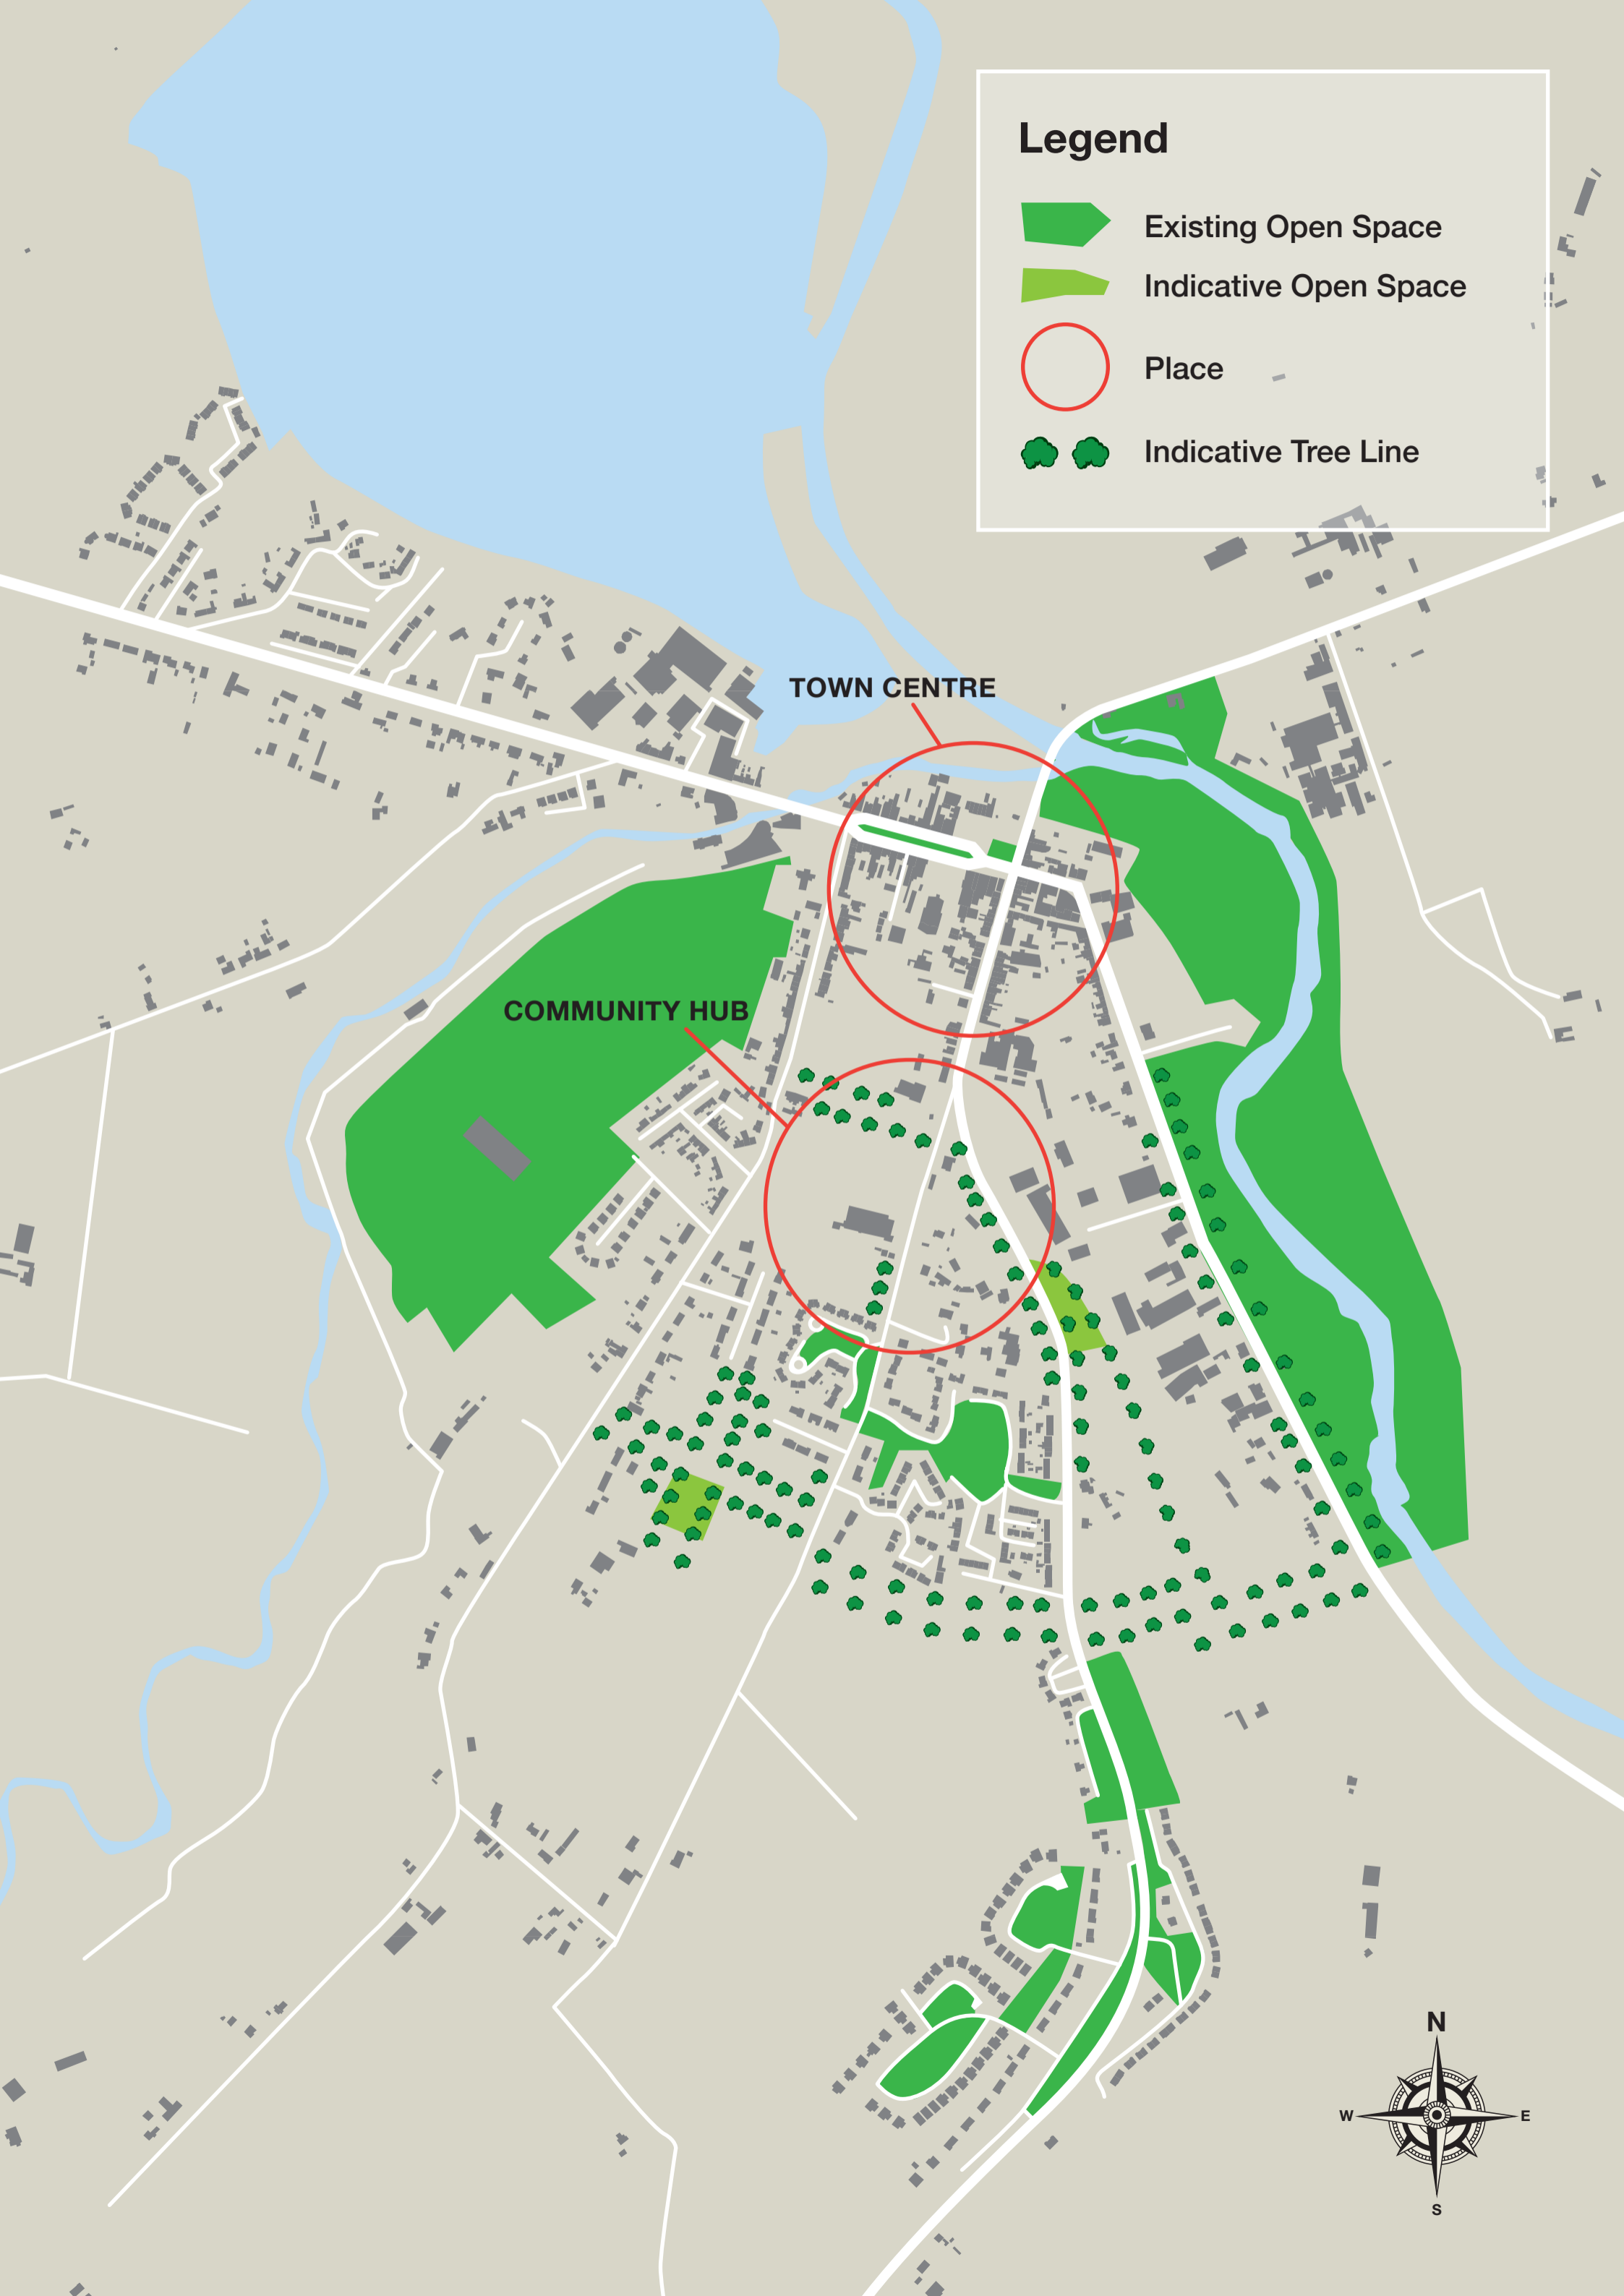 Legend
Existing Open Space
Indicative Open Space
Place
Indicative Tree Line
TOWN CENTRE
COMMUNITY HUB
N
W E
S